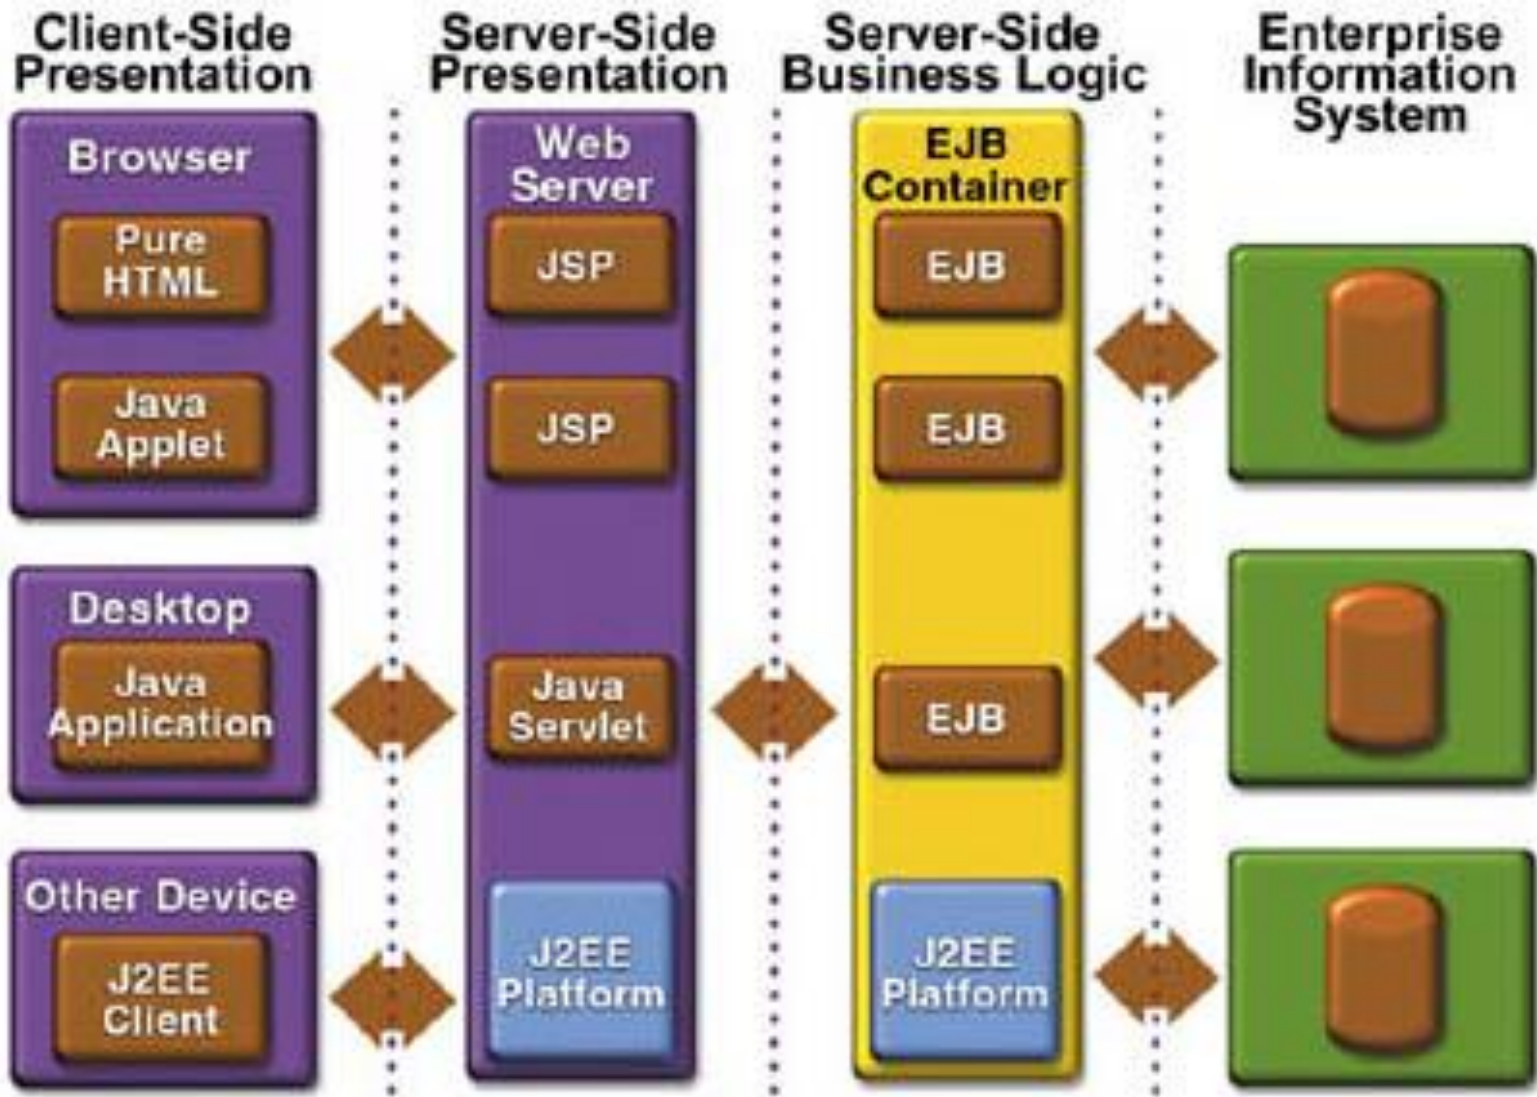 Client-Side
Presentation
Server-Side
Presentation
Server-Side
Business Logic
Enterprise
Information
System
Browser
Pure
HTML
Java
Applet
Desktop
Java
Application
Other Device
J2EE
Client
Web
Server
JSP
JSP
Java
Servlet
J2EE
Platform
EJB
Container
EJB
EJB
EJB
J2EE
Platform